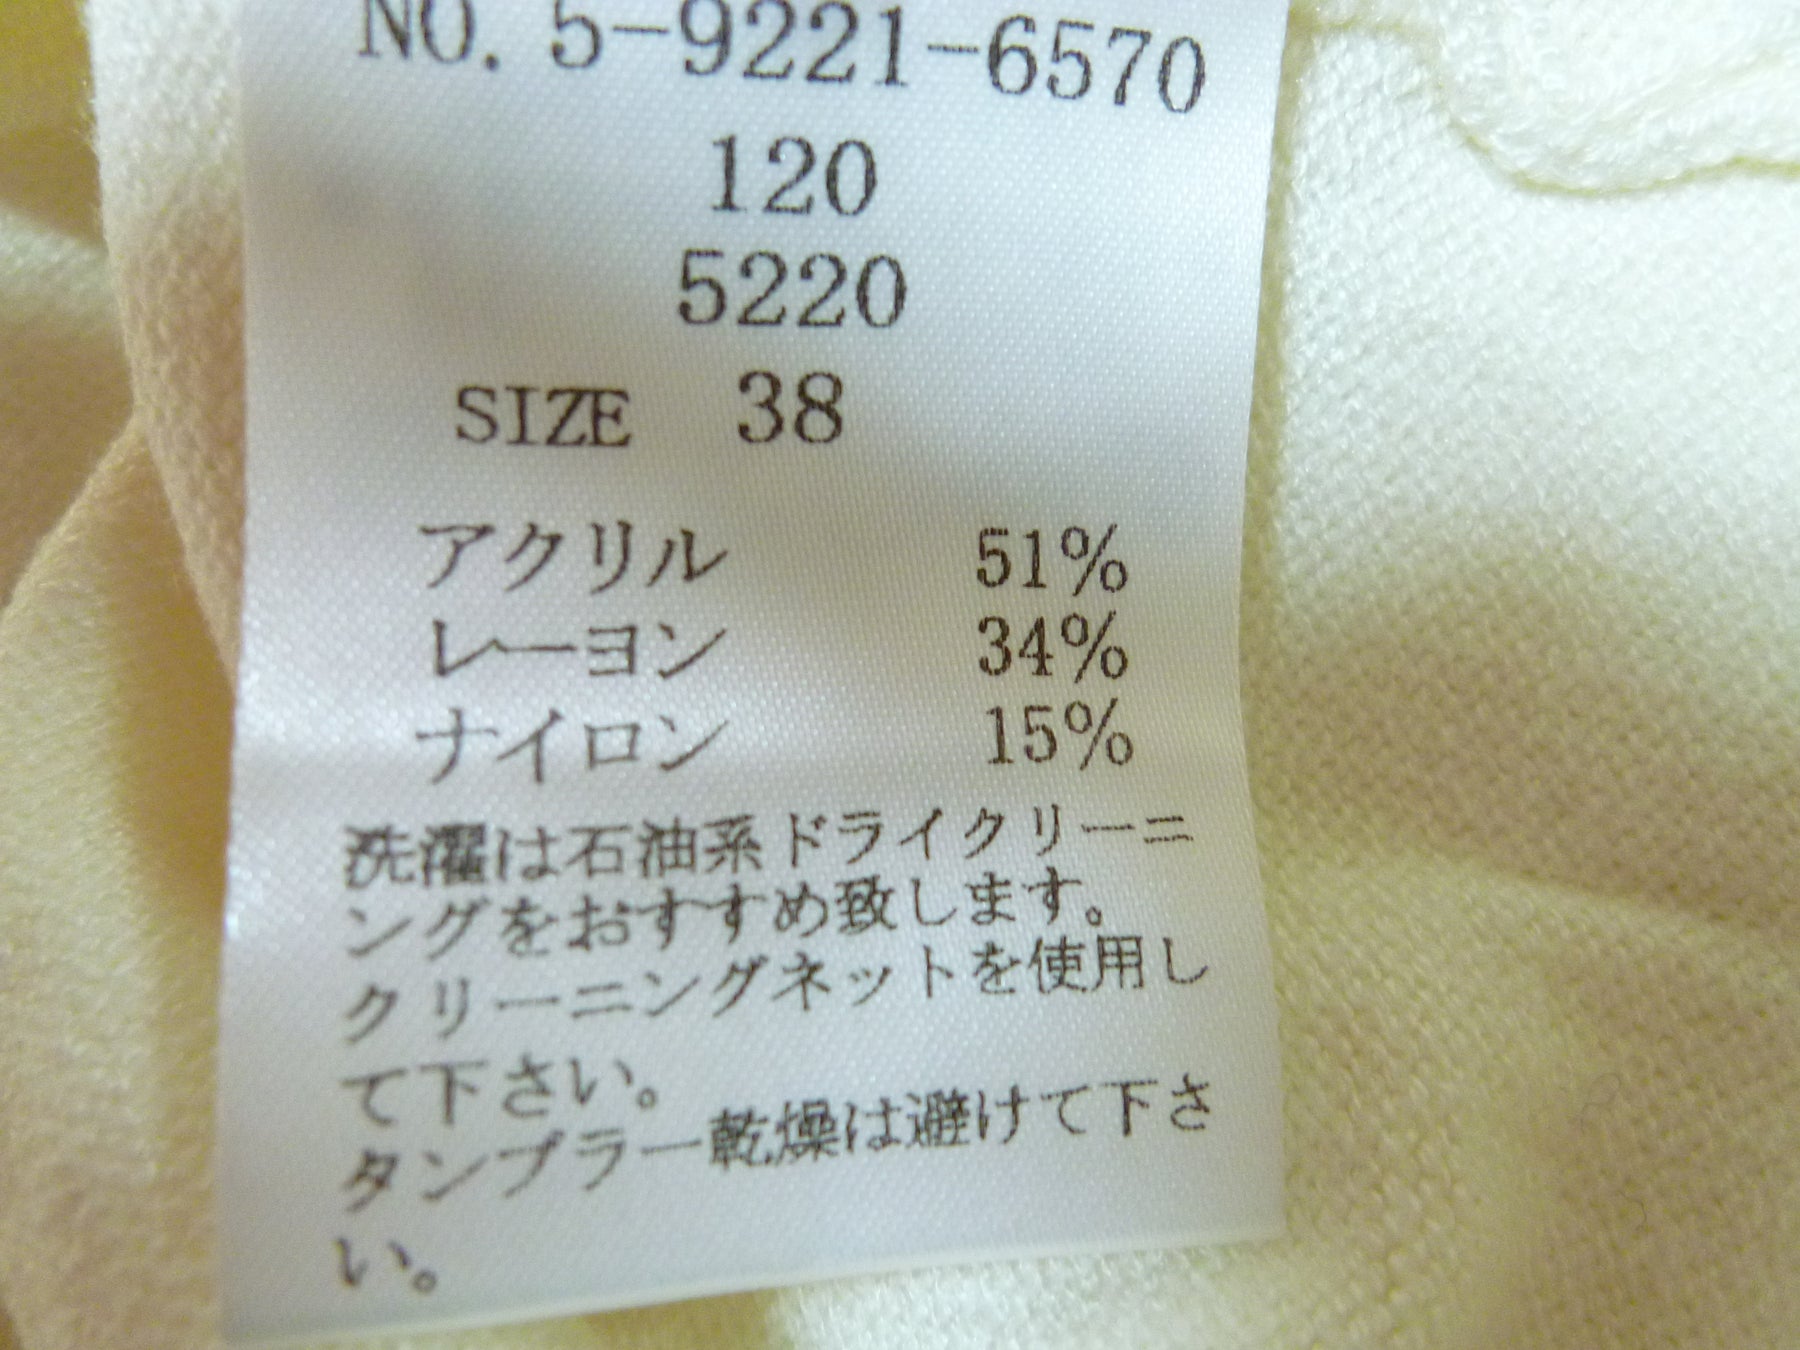 NO. 5-9221-6570
120
5220
SIZE 38
アクリル 51%
レーヨン 34%
ナイロン 15%
洗濯は石油系ドライクリーニ
ングをおすすめ致します。
クリーニングネットを使用し
て下さい。
タンブラー乾燥は避けて下さ
い。